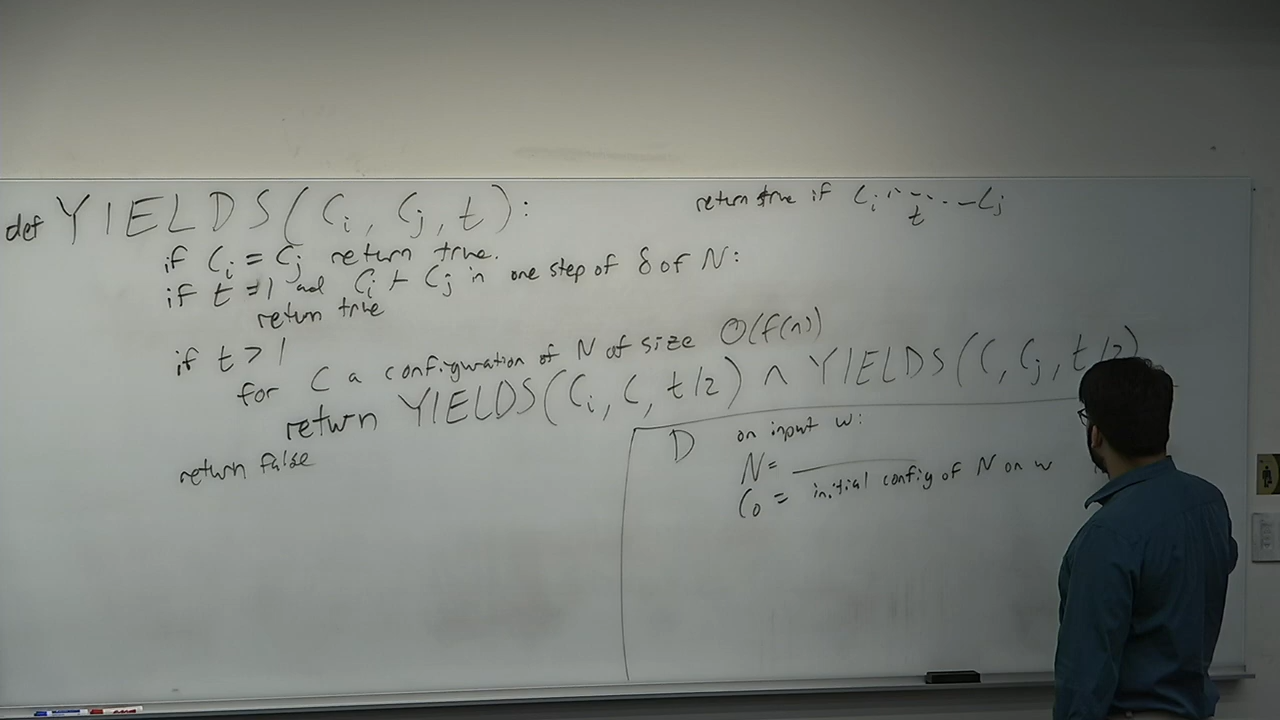 def YIELDS(Ci, Cj, t):
return true if Ci ⊢ ... ⊢ Cj
t
if Ci = Cj return true.
if t = 1 and Ci ⊢ Cj in one step of δ of N:
return true
if t > 1
for C a configuration of N of size O(f(n))
return YIELDS(Ci, C, t/2) ∧ YIELDS(C, Cj, t/2)
return false
D on input w:
N =
C0 = initial config of N on w